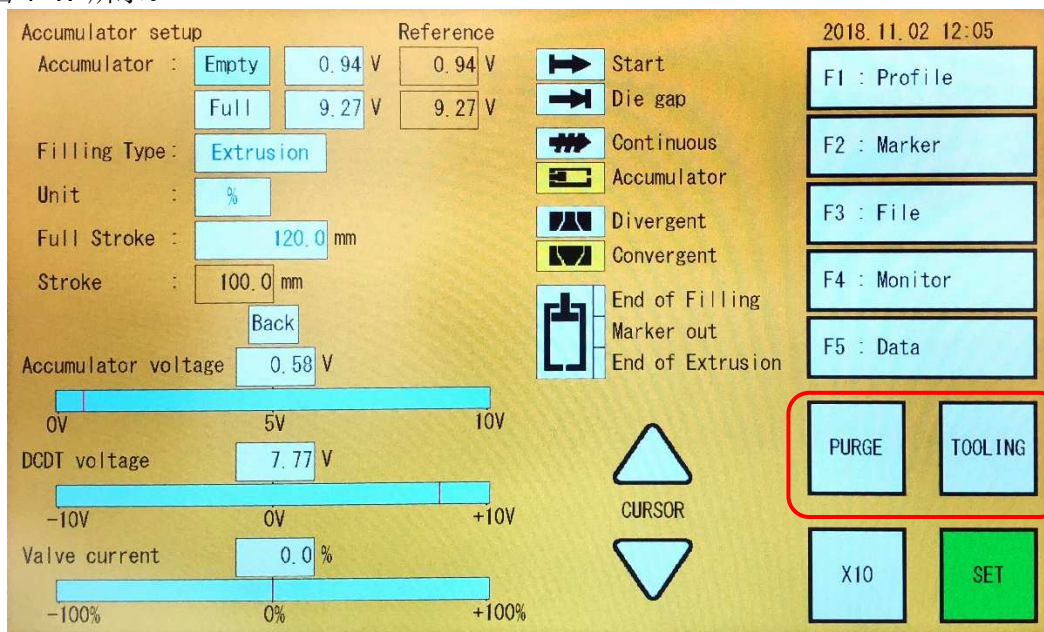 Accumulator setup
Reference
2018.11.02 12:05
Accumulator :
Empty
0.94 V
0.94 V
Full
9.27 V
9.27 V
Filling Type:
Extrusion
Unit :
%
Full Stroke :
120.0 mm
Stroke :
100.0 mm
Back
Accumulator voltage
0.58 V
0V
5V
10V
DCDT voltage
7.77 V
-10V
0V
+10V
Valve current
0.0 %
-100%
0%
+100%
Start
Die gap
Continuous
Accumulator
Divergent
Convergent
End of Filling
Marker out
End of Extrusion
CURSOR
F1 : Profile
F2 : Marker
F3 : File
F4 : Monitor
F5 : Data
PURGE
TOOLING
X10
SET